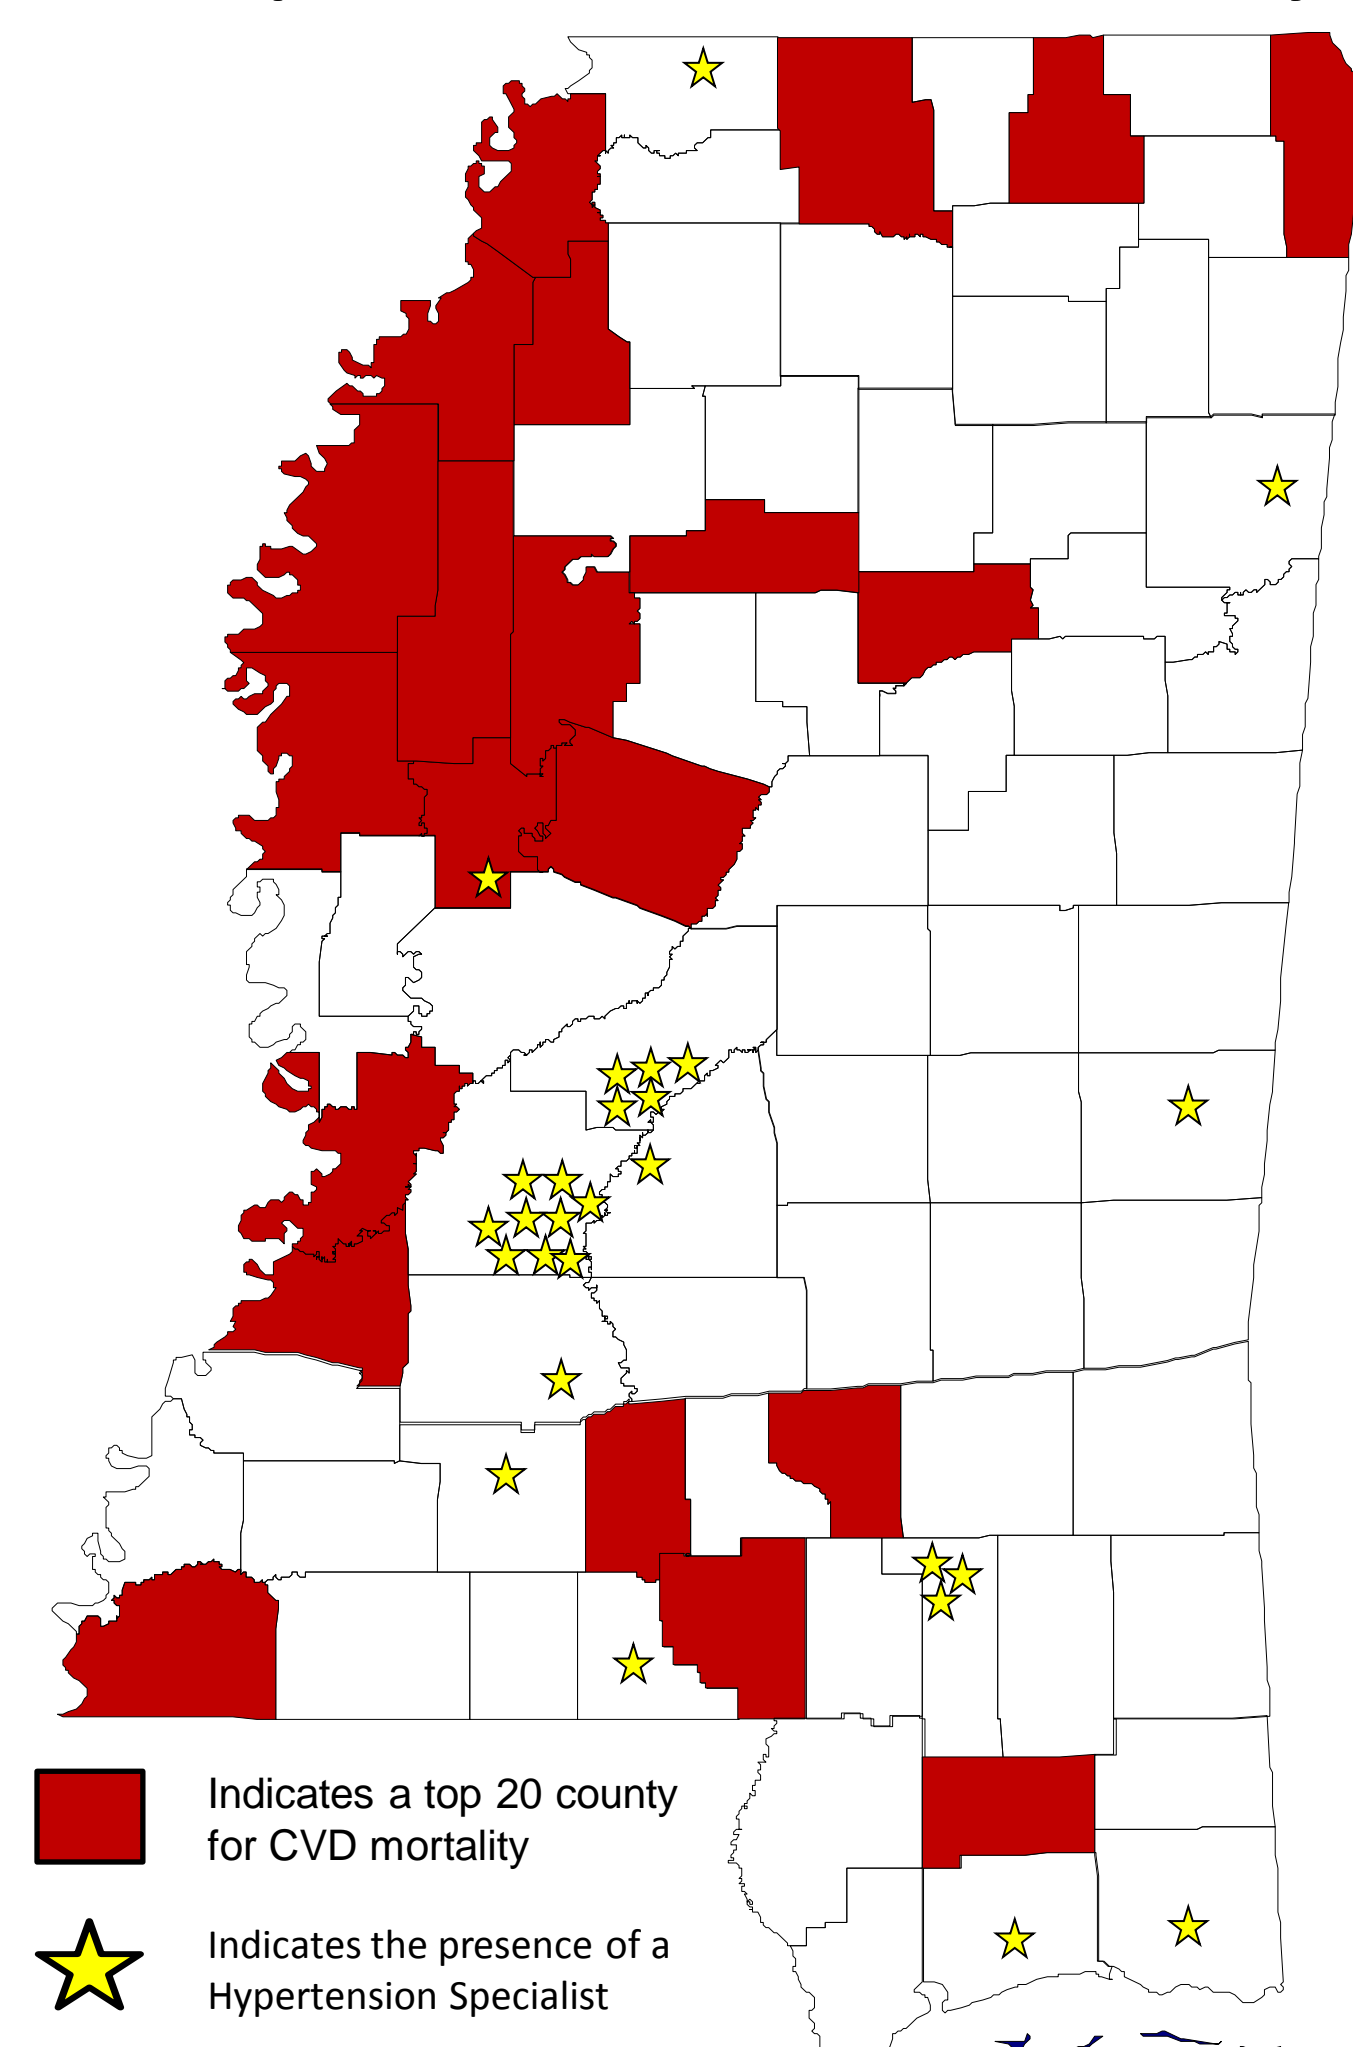 Indicates a top 20 county
for CVD mortality
Indicates the presence of a
Hypertension Specialist